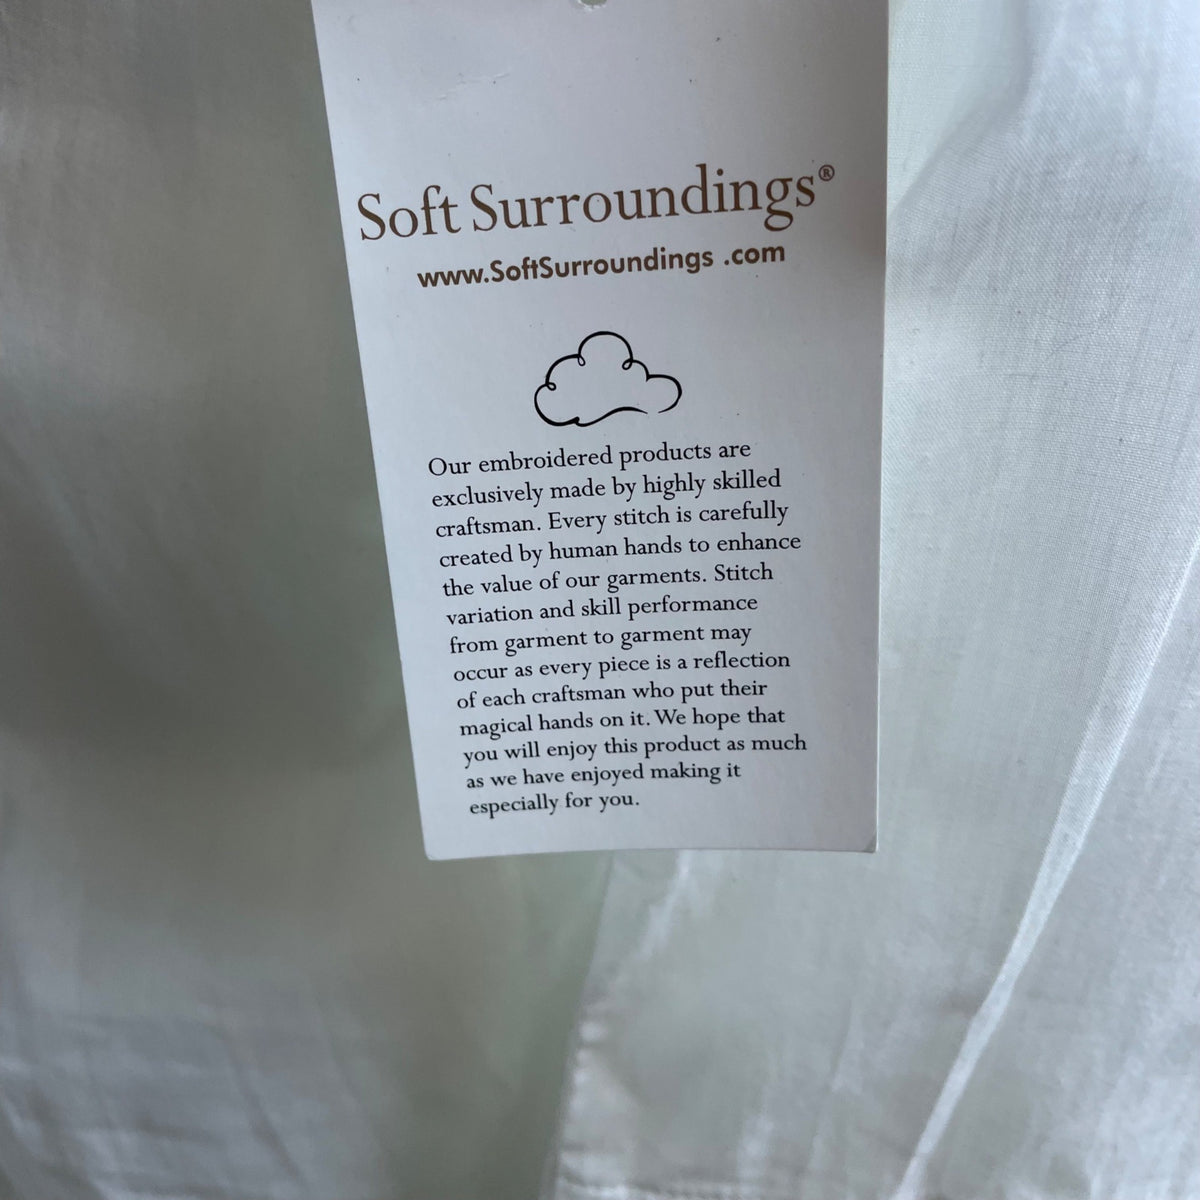 Soft Surroundings®
www.SoftSurroundings .com
Our embroidered products are
exclusively made by highly skilled
craftsman. Every stitch is carefully
created by human hands to enhance
the value of our garments. Stitch
variation and skill performance
from garment to garment may
occur as every piece is a reflection
of each craftsman who put their
magical hands on it. We hope that
you will enjoy this product as much
as we have enjoyed making it
especially for you.